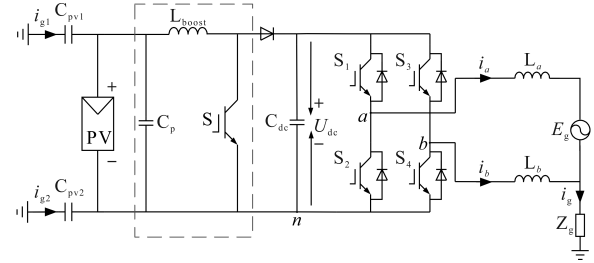 i_g1
C_pv1
L_boost
+
PV
−
C_p
S
C_dc
+
U_dc
−
S_1
S_3
a
b
S_2
S_4
i_a
L_a
E_g
i_b
L_b
i_g
Z_g
i_g2
C_pv2
n